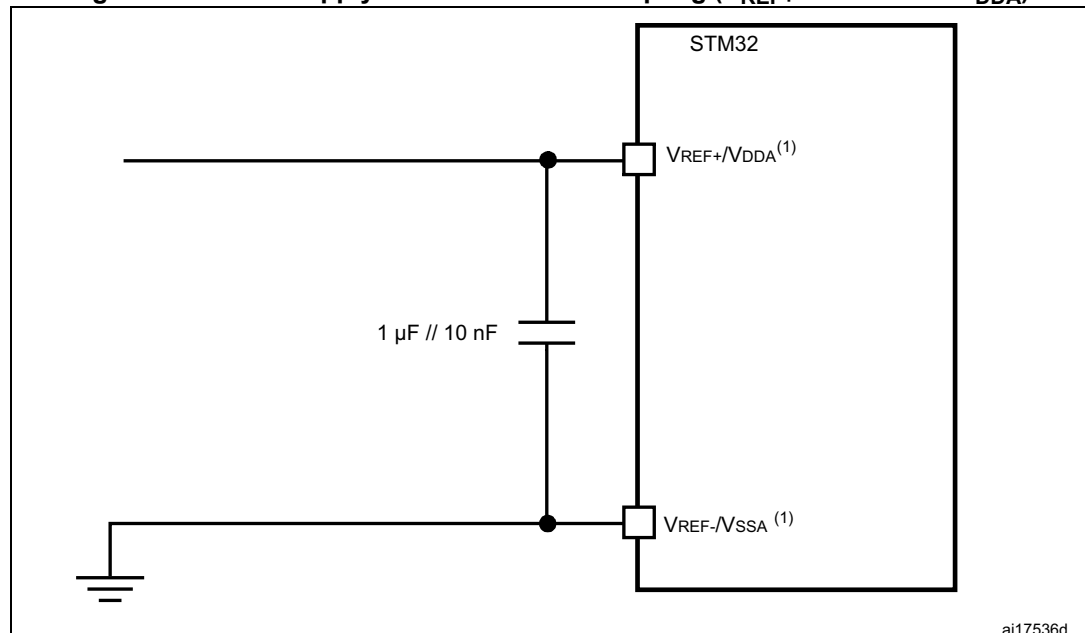 STM32
VREF+/VDDA(1)
1 µF // 10 nF
VREF-/VSSA (1)
ai17536d